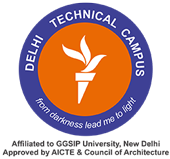 DELHI TECHNICAL CAMPUS
from darkness lead me to light
Affiliated to GGSIP University, New Delhi
Approved by AICTE & Council of Architecture